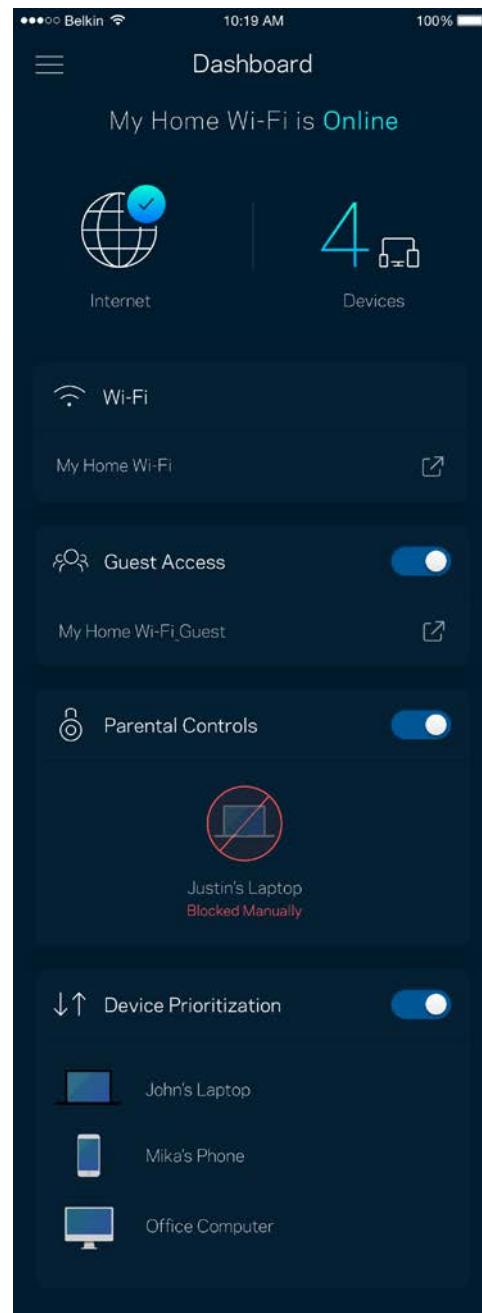 Belkin 10:19 AM 100%
Dashboard
My Home Wi-Fi is Online
4
Internet Devices
Wi-Fi
My Home Wi-Fi
Guest Access
My Home Wi-Fi_Guest
Parental Controls
Justin's Laptop
Blocked Manually
Device Prioritization
John's Laptop
Mika's Phone
Office Computer